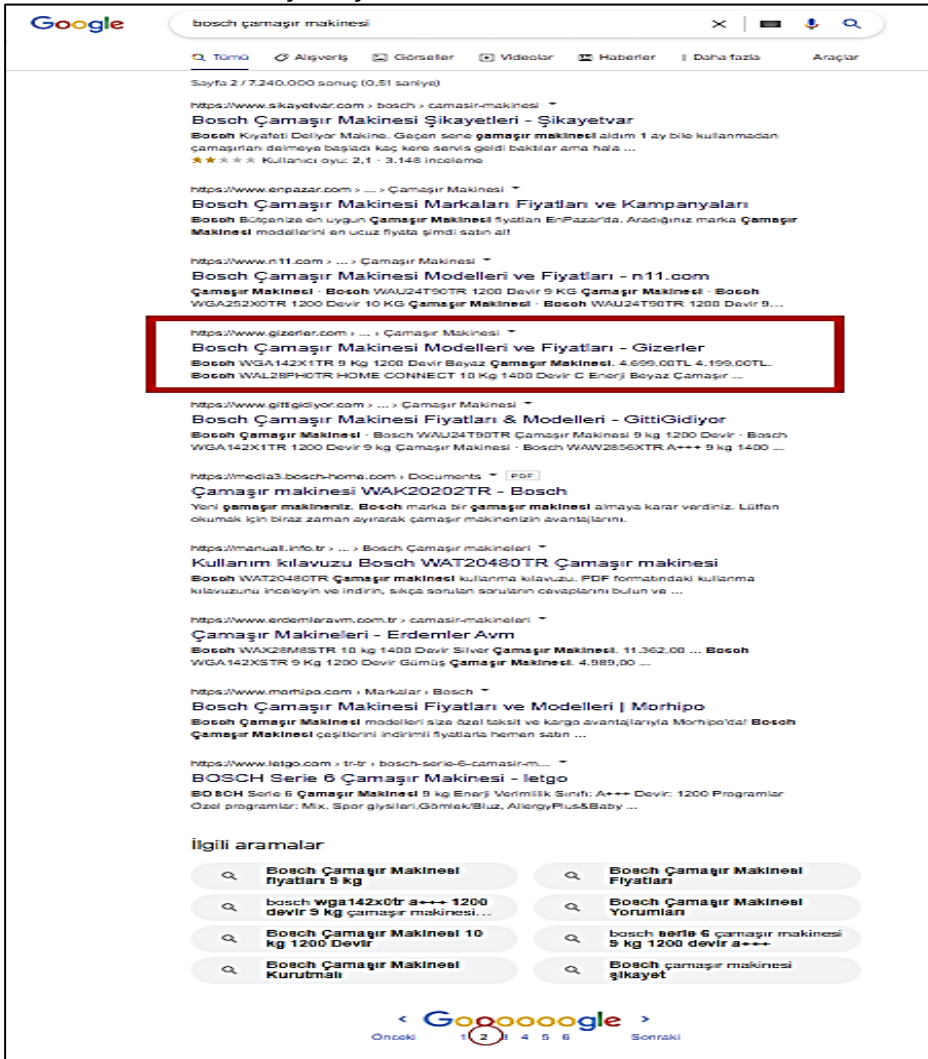 Google
bosch çamaşır makinesi
Tümü Alışveriş Görseller Videolar Haberler Daha fazla Araçlar
Sayfa 2 / 7.240.000 sonuç (0,51 saniye)
https://www.sikayetvar.com › bosch › camasir-makinesi
Bosch Çamaşır Makinesi Şikayetleri - Şikayetvar
Bosch Kıyafeti Deliyor Makine. Geçen sene çamaşır makinesi aldım 1 ay bile kullanmadan
çamaşırları delmeye başladı kaç kere servis geldi baktılar ama hala ...
Kullanıcı oyu: 2,1 - 3.148 inceleme
https://www.enpazar.com › ... › Çamaşır Makinesi
Bosch Çamaşır Makinesi Markaları Fiyatları ve Kampanyaları
Bosch Bütçenize en uygun Çamaşır Makinesi fiyatları EnPazar'da. Aradığınız marka Çamaşır
Makinesi modellerini en ucuz fiyata şimdi satın al!
https://www.n11.com › ... › Çamaşır Makinesi
Bosch Çamaşır Makinesi Modelleri ve Fiyatları - n11.com
Çamaşır Makinesi · Bosch WAU24T90TR 1200 Devir 9 KG Çamaşır Makinesi · Bosch
WGA252X0TR 1200 Devir 10 KG Çamaşır Makinesi · Bosch WAU24T90TR 1200 Devir 9...
https://www.gizerler.com › ... › Çamaşır Makinesi
Bosch Çamaşır Makinesi Modelleri ve Fiyatları - Gizerler
Bosch WGA142X1TR 9 Kg 1200 Devir Beyaz Çamaşır Makinesi. 4.699,00TL 4.199,00TL.
Bosch WAL28PH0TR HOME CONNECT 10 Kg 1400 Devir C Enerji Beyaz Çamaşır ...
https://www.gittigidiyor.com › ... › Çamaşır Makinesi
Bosch Çamaşır Makinesi Fiyatları & Modelleri - GittiGidiyor
Bosch Çamaşır Makinesi · Bosch WAU24T90TR Çamaşır Makinesi 9 kg 1200 Devir · Bosch
WGA142X1TR 1200 Devir 9 kg Çamaşır Makinesi · Bosch WAW2856XTR A+++ 9 kg 1400 ...
https://media3.bosch-home.com › Documents PDF
Çamaşır makinesi WAK20202TR - Bosch
Yeni çamaşır makineniz. Bosch marka bir çamaşır makinesi almaya karar verdiniz. Lütfen
okumak için biraz zaman ayırarak çamaşır makinenizin avantajlarını.
https://manuall.info.tr › ... › Bosch Çamaşır makineleri
Kullanım kılavuzu Bosch WAT20480TR Çamaşır makinesi
Bosch WAT20480TR Çamaşır makinesi kullanma kılavuzu. PDF formatındaki kullanma
kılavuzunu inceleyin ve indirin, sıkça sorulan soruların cevaplarını bulun ve ...
https://www.erdemleravm.com.tr › camasir-makineleri
Çamaşır Makineleri - Erdemler Avm
Bosch WAX28M8STR 10 kg 1400 Devir Silver Çamaşır Makinesi. 11.362,00 ... Bosch
WGA142XSTR 9 Kg 1200 Devir Gümüş Çamaşır Makinesi. 4.989,00 ...
https://www.morhipo.com › Markalar › Bosch
Bosch Çamaşır Makinesi Fiyatları ve Modelleri | Morhipo
Bosch Çamaşır Makinesi modelleri size özel taksit ve kargo avantajlarıyla Morhipo'da! Bosch
Çamaşır Makinesi çeşitlerini indirimli fiyatlarla hemen satın ...
https://www.letgo.com › tr-tr › bosch-serie-6-camasir-m...
BOSCH Serie 6 Çamaşır Makinesi - letgo
BOSCH Serie 6 Çamaşır Makinesi 9 kg Enerji Verimlilik Sınıfı: A+++ Devir: 1200 Programlar
Özel programlar: Mix, Spor giysileri,Gömlek/Bluz, AllergyPlus&Baby ...
İlgili aramalar
Bosch Çamaşır Makinesi fiyatları 9 kg
Bosch Çamaşır Makinesi Fiyatları
bosch wga142x0tr a+++ 1200 devir 9 kg çamaşır makinesi...
Bosch Çamaşır Makinesi Yorumları
Bosch Çamaşır Makinesi 10 kg 1200 Devir
bosch serie 6 çamaşır makinesi 9 kg 1200 devir a+++
Bosch Çamaşır Makinesi Kurutmalı
Bosch çamaşır makinesi şikayet
< Goooooogle >
Önceki 1 2 3 4 5 6 Sonraki